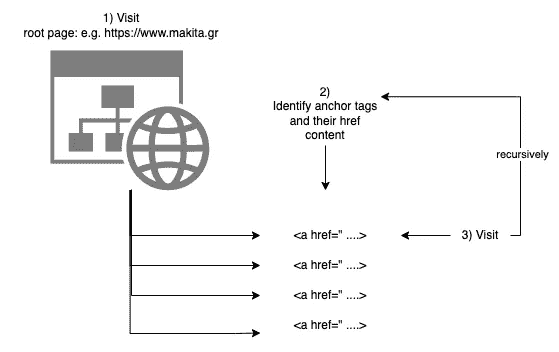 1) Visit
root page: e.g. https://www.makita.gr
2)
Identify anchor tags
and their href
content
recursively
<a href=" ....>
3) Visit
<a href=" ....>
<a href=" ....>
<a href=" ....>